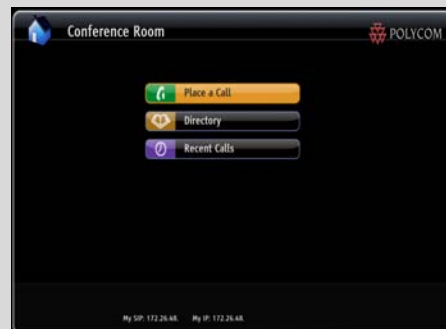 Conference Room
POLYCOM
Place a Call
Directory
Recent Calls
My SIP: 172.26.48. My IP: 172.26.48.